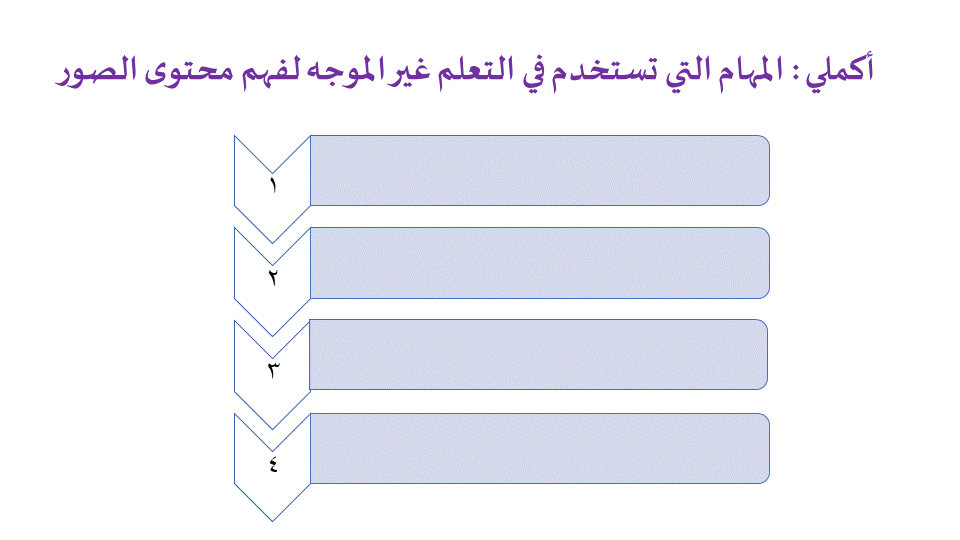 أكملي : المهام التي تستخدم في التعلم غير الموجه لفهم محتوى الصور
١
٢
٣
٤